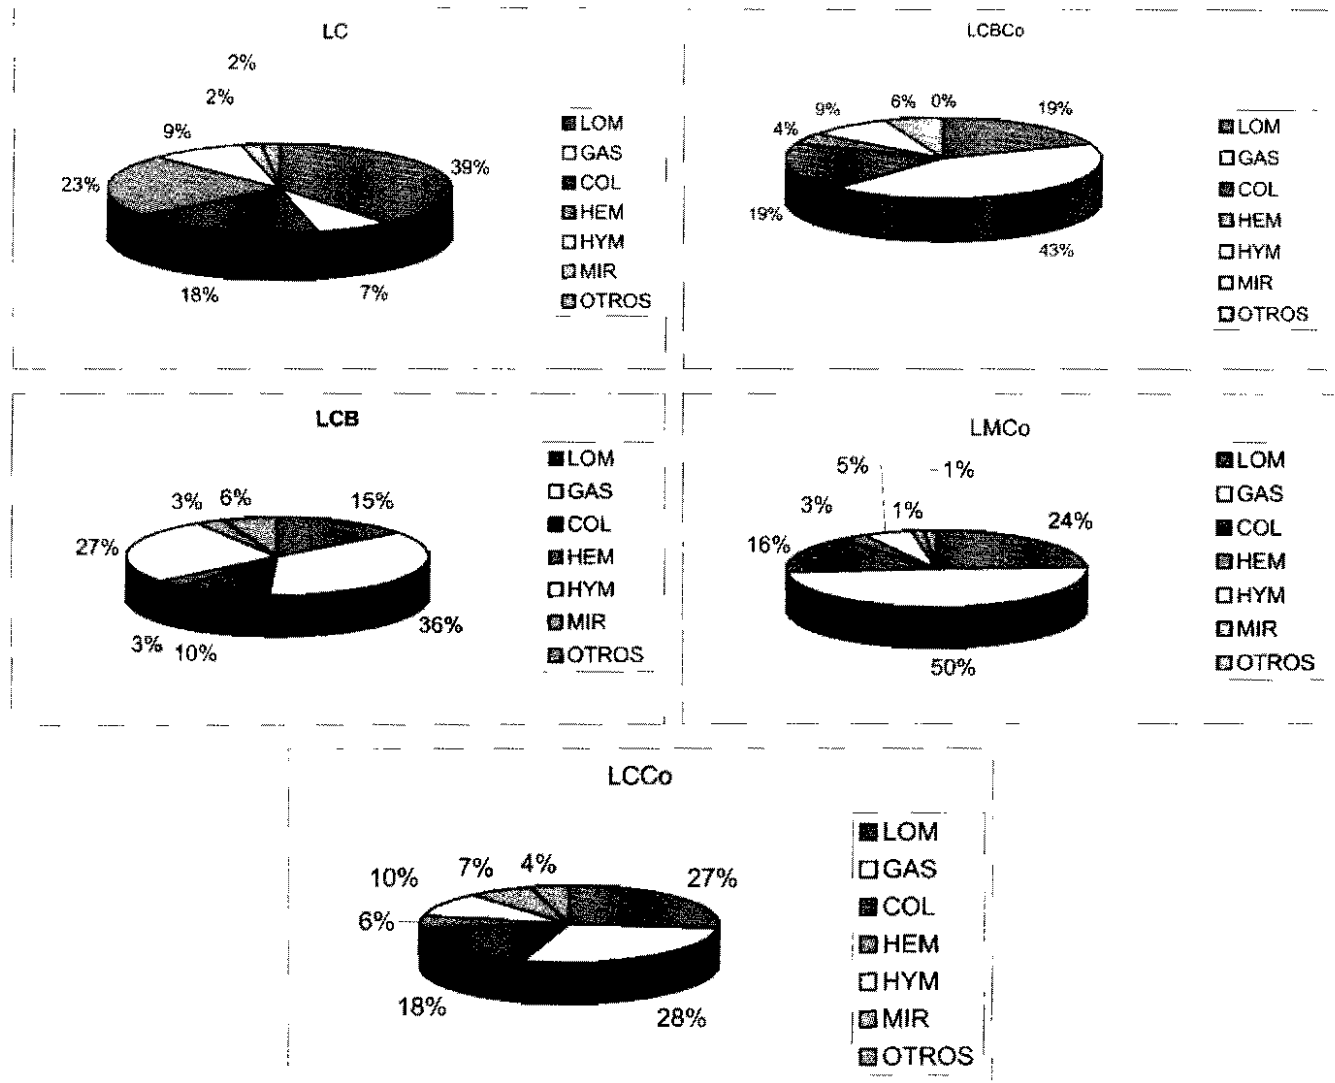 LC
2%
2%
9%
23%
39%
18%
7%
LOM
GAS
COL
HEM
HYM
MIR
OTROS
LCBCo
9%
6%
0%
19%
4%
19%
43%
LOM
GAS
COL
HEM
HYM
MIR
OTROS
LCB
3%
6%
15%
27%
36%
3%
10%
LOM
GAS
COL
HEM
HYM
MIR
OTROS
LMCo
5%
1%
3%
1%
24%
16%
50%
LOM
GAS
COL
HEM
HYM
MIR
OTROS
LCCo
10%
7%
4%
27%
6%
18%
28%
LOM
GAS
COL
HEM
HYM
MIR
OTROS